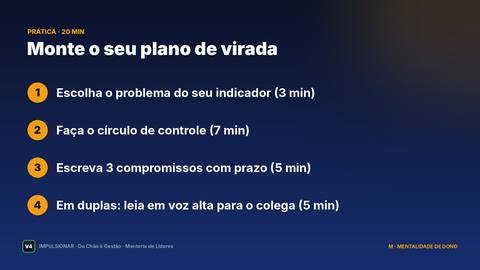 PRÁTICA · 20 MIN
Monte o seu plano de virada
1 Escolha o problema do seu indicador (3 min)
2 Faça o círculo de controle (7 min)
3 Escreva 3 compromissos com prazo (5 min)
4 Em duplas: leia em voz alta para o colega (5 min)
V4 IMPULSIONAR · Do Chão à Gestão · Mentoria de Líderes
M · MENTALIDADE DE DONO